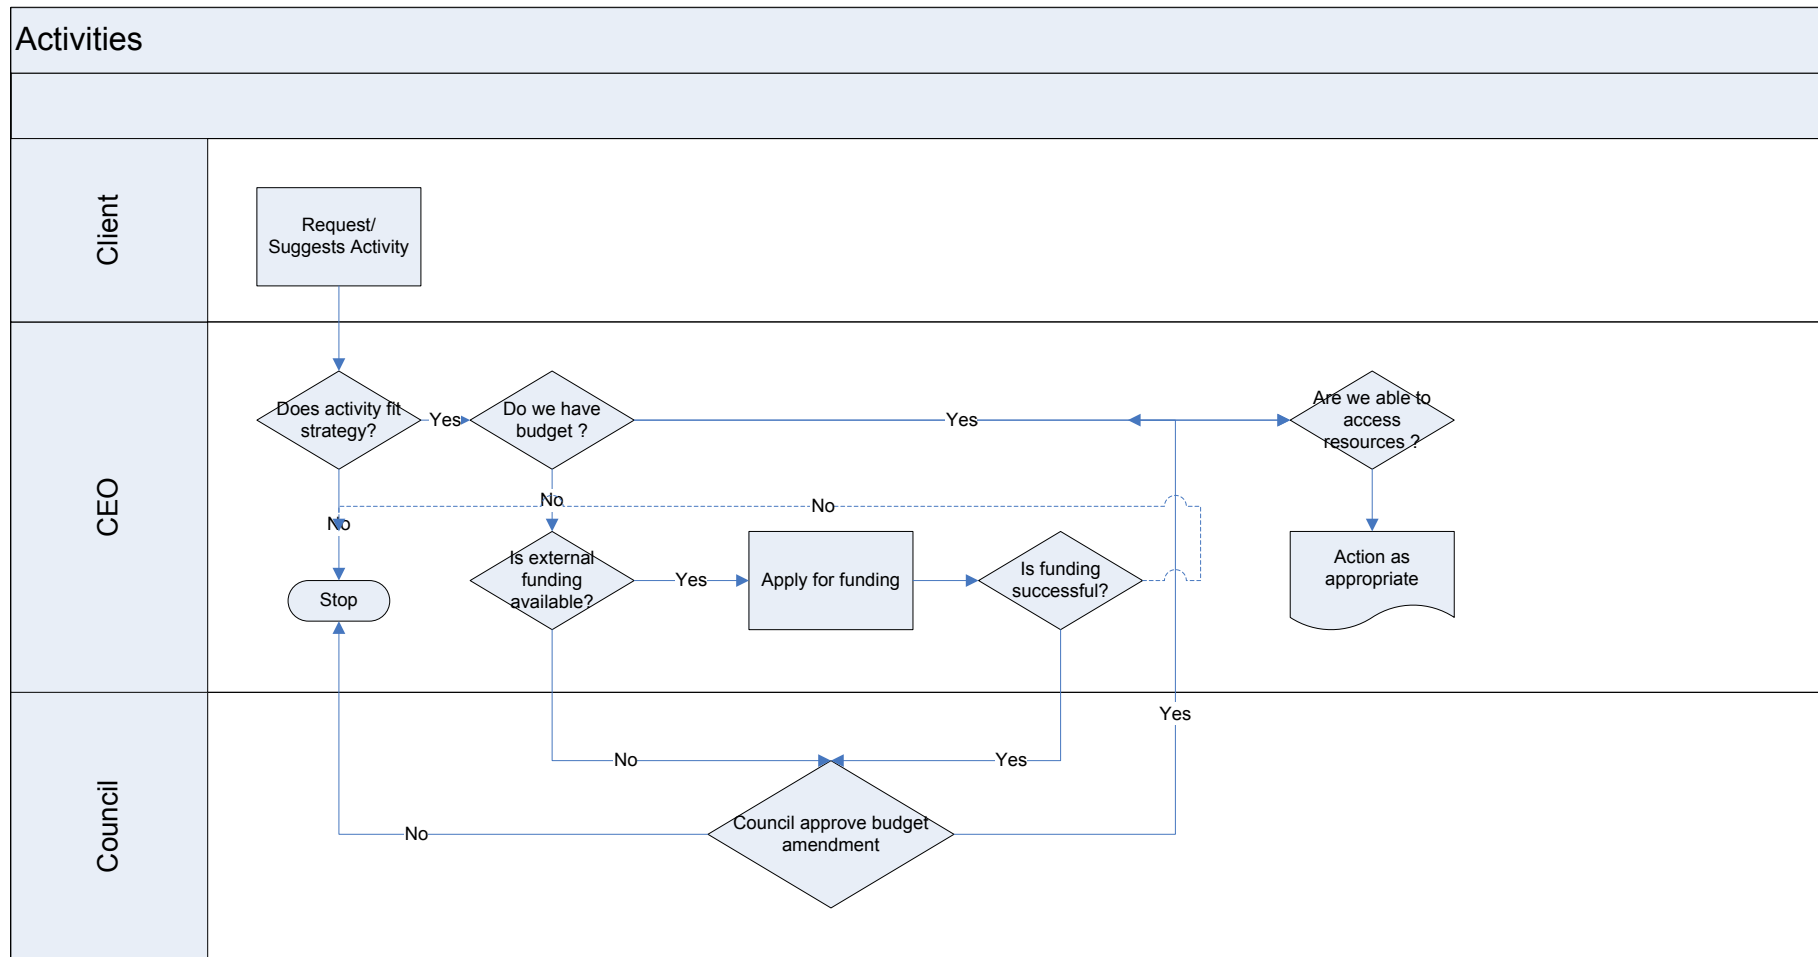 Activities
Client
Request/
Suggests Activity
CEO
Does activity fit
strategy?
Yes
Do we have
budget ?
Yes
Are we able to
access
resources ?
No
No
No
Stop
Is external
funding
available?
Yes
Apply for funding
Is funding
successful?
Action as
appropriate
Council
Yes
No
Yes
No
Council approve budget
amendment